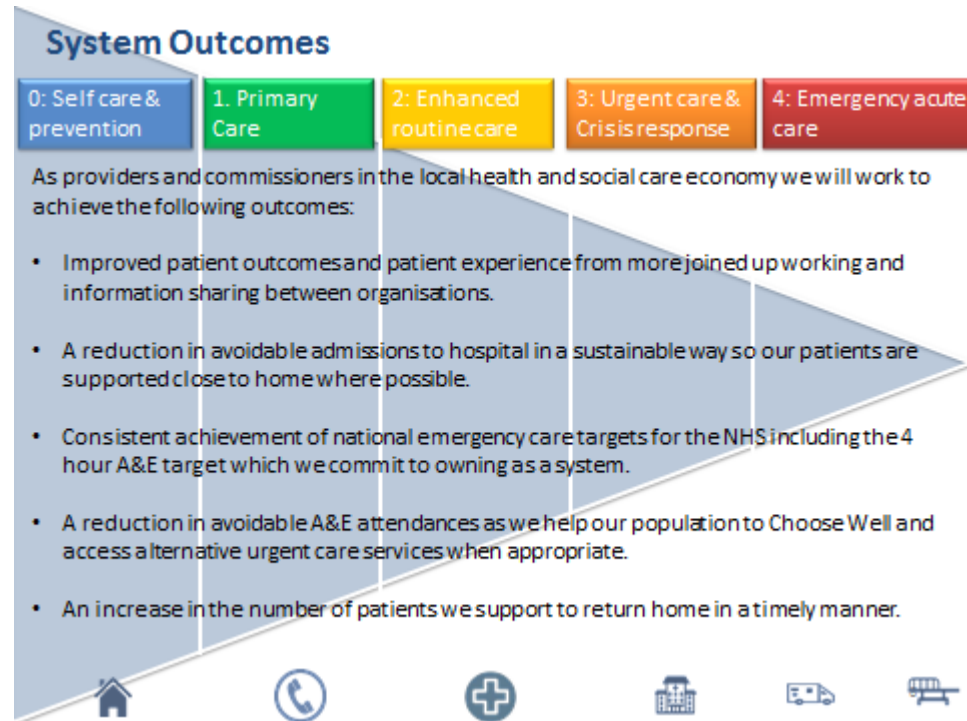 System Outcomes
0: Self care &
prevention
1. Primary
Care
2: Enhanced
routine care
3: Urgent care &
Crisis response
4: Emergency acute
care
As providers and commissioners in the local health and social care economy we will work to
achieve the following outcomes:
• Improved patient outcomes and patient experience from more joined up working and
information sharing between organisations.
• A reduction in avoidable admissions to hospital in a sustainable way so our patients are
supported close to home where possible.
• Consistent achievement of national emergency care targets for the NHS including the 4
hour A&E target which we commit to owning as a system.
• A reduction in avoidable A&E attendances as we help our population to Choose Well and
access alternative urgent care services when appropriate.
• An increase in the number of patients we support to return home in a timely manner.